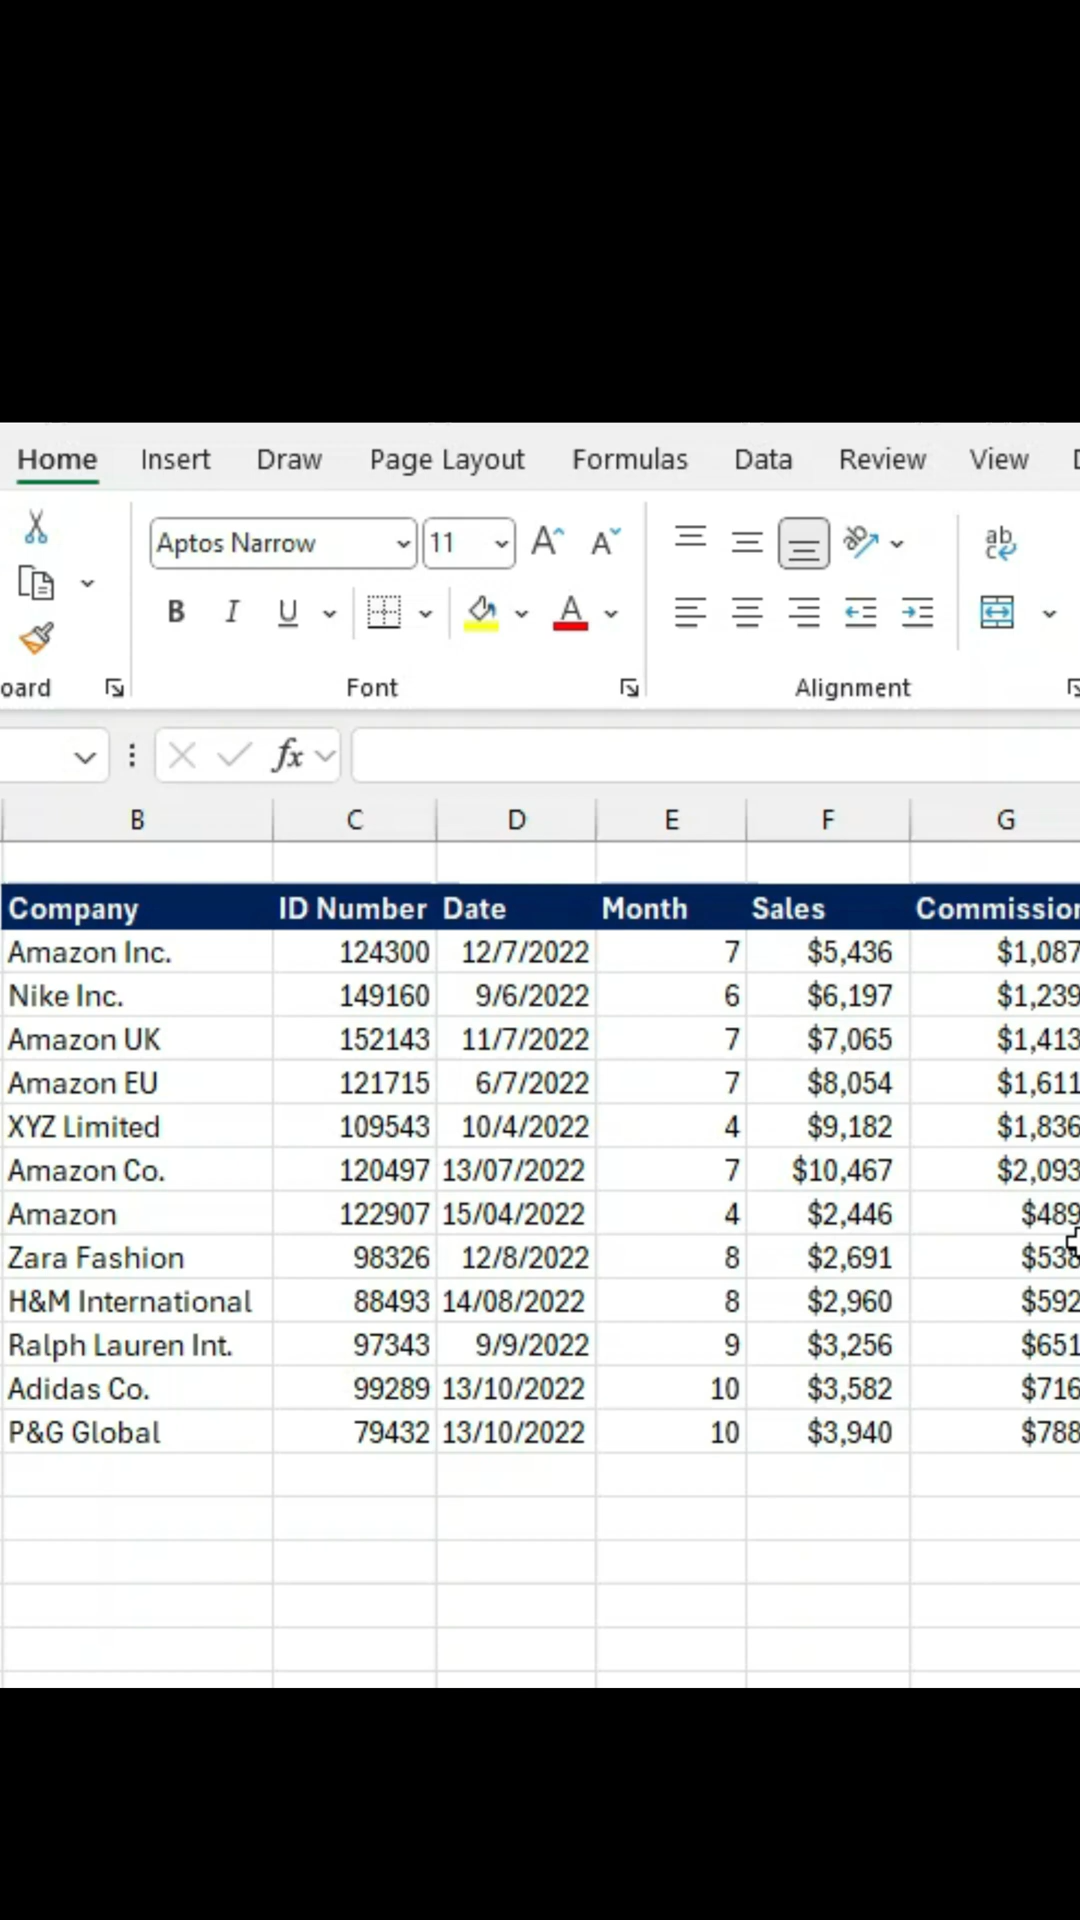 Home Insert Draw Page Layout Formulas Data Review View
Aptos Narrow 11 A A ab
B I U A
oard Font Alignment
fx
B C D E F G
Company ID Number Date Month Sales Commission
Amazon Inc. 124300 12/7/2022 7 $5,436 $1,087
Nike Inc. 149160 9/6/2022 6 $6,197 $1,239
Amazon UK 152143 11/7/2022 7 $7,065 $1,413
Amazon EU 121715 6/7/2022 7 $8,054 $1,611
XYZ Limited 109543 10/4/2022 4 $9,182 $1,836
Amazon Co. 120497 13/07/2022 7 $10,467 $2,093
Amazon 122907 15/04/2022 4 $2,446 $489
Zara Fashion 98326 12/8/2022 8 $2,691 $538
H&M International 88493 14/08/2022 8 $2,960 $592
Ralph Lauren Int. 97343 9/9/2022 9 $3,256 $651
Adidas Co. 99289 13/10/2022 10 $3,582 $716
P&G Global 79432 13/10/2022 10 $3,940 $788